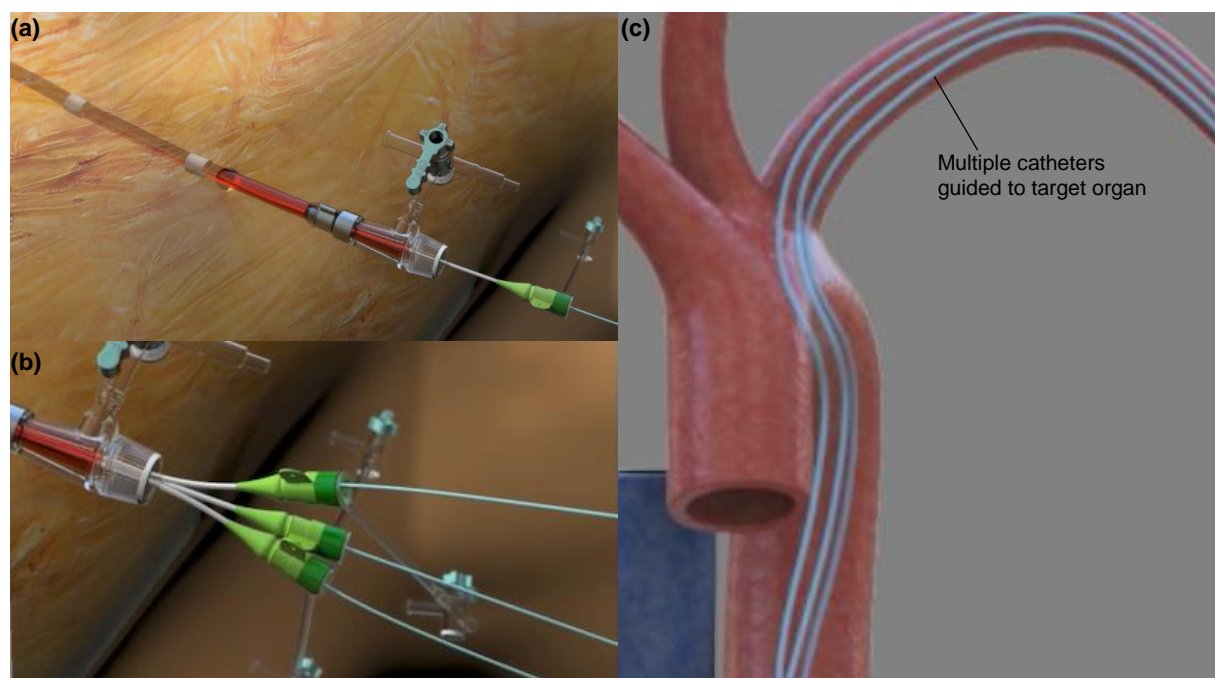 (a)
(b)
(c)
Multiple catheters
guided to target organ